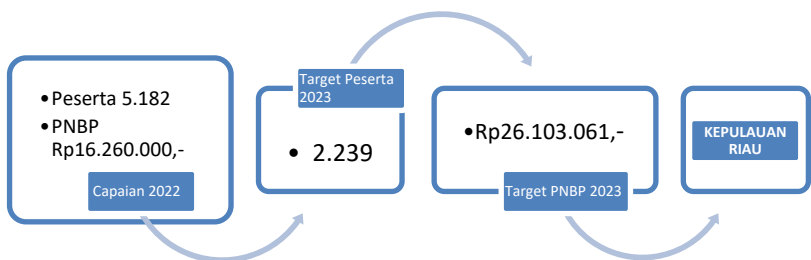 •Peserta 5.182
•PNBP
Rp16.260.000,-
Capaian 2022
Target Peserta
2023
• 2.239
•Rp26.103.061,-
Target PNBP 2023
KEPULAUAN
RIAU